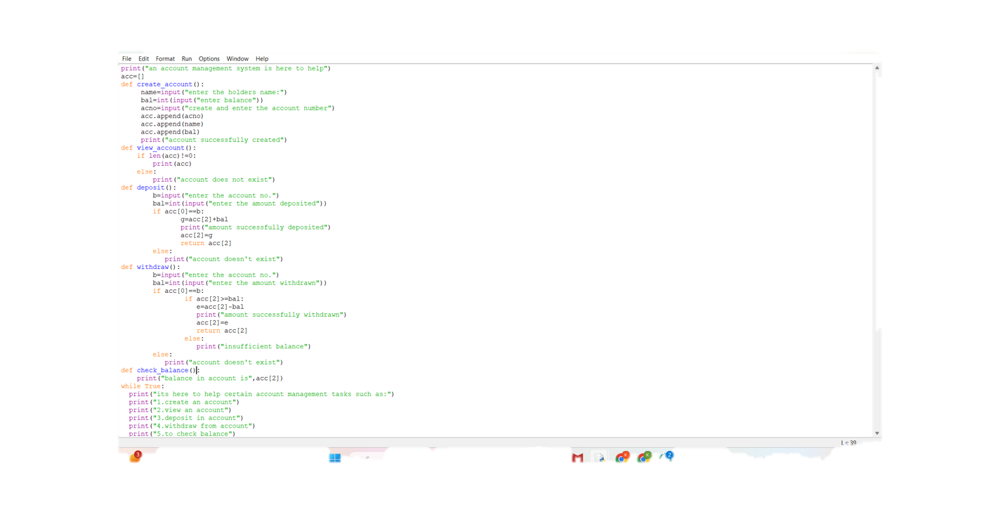 File Edit Format Run Options Window Help
print("an account management system is here to help")
acc=[]
def create_account():
     name=input("enter the holders name:")
     bal=int(input("enter balance"))
     acno=input("create and enter the account number")
     acc.append(acno)
     acc.append(name)
     acc.append(bal)
     print("account successfully created")
def view_account():
    if len(acc)!=0:
        print(acc)
    else:
        print("account does not exist")
def deposit():
        b=input("enter the account no.")
        bal=int(input("enter the amount deposited"))
        if acc[0]==b:
               g=acc[2]+bal
               print("amount successfully deposited")
               acc[2]=g
               return acc[2]
        else:
           print("account doesn't exist")
def withdraw():
        b=input("enter the account no.")
        bal=int(input("enter the amount withdrawn"))
        if acc[0]==b:
                if acc[2]>=bal:
                   e=acc[2]-bal
                   print("amount successfully withdrawn")
                   acc[2]=e
                   return acc[2]
                else:
                   print("insufficient balance")
        else:
           print("account doesn't exist")
def check_balance():
    print("balance in account is",acc[2])
while True:
  print("its here to help certain account management tasks such as:")
  print("1.create an account")
  print("2.view an account")
  print("3.deposit in account")
  print("4.withdraw from account")
  print("5.to check balance")
39
3
2